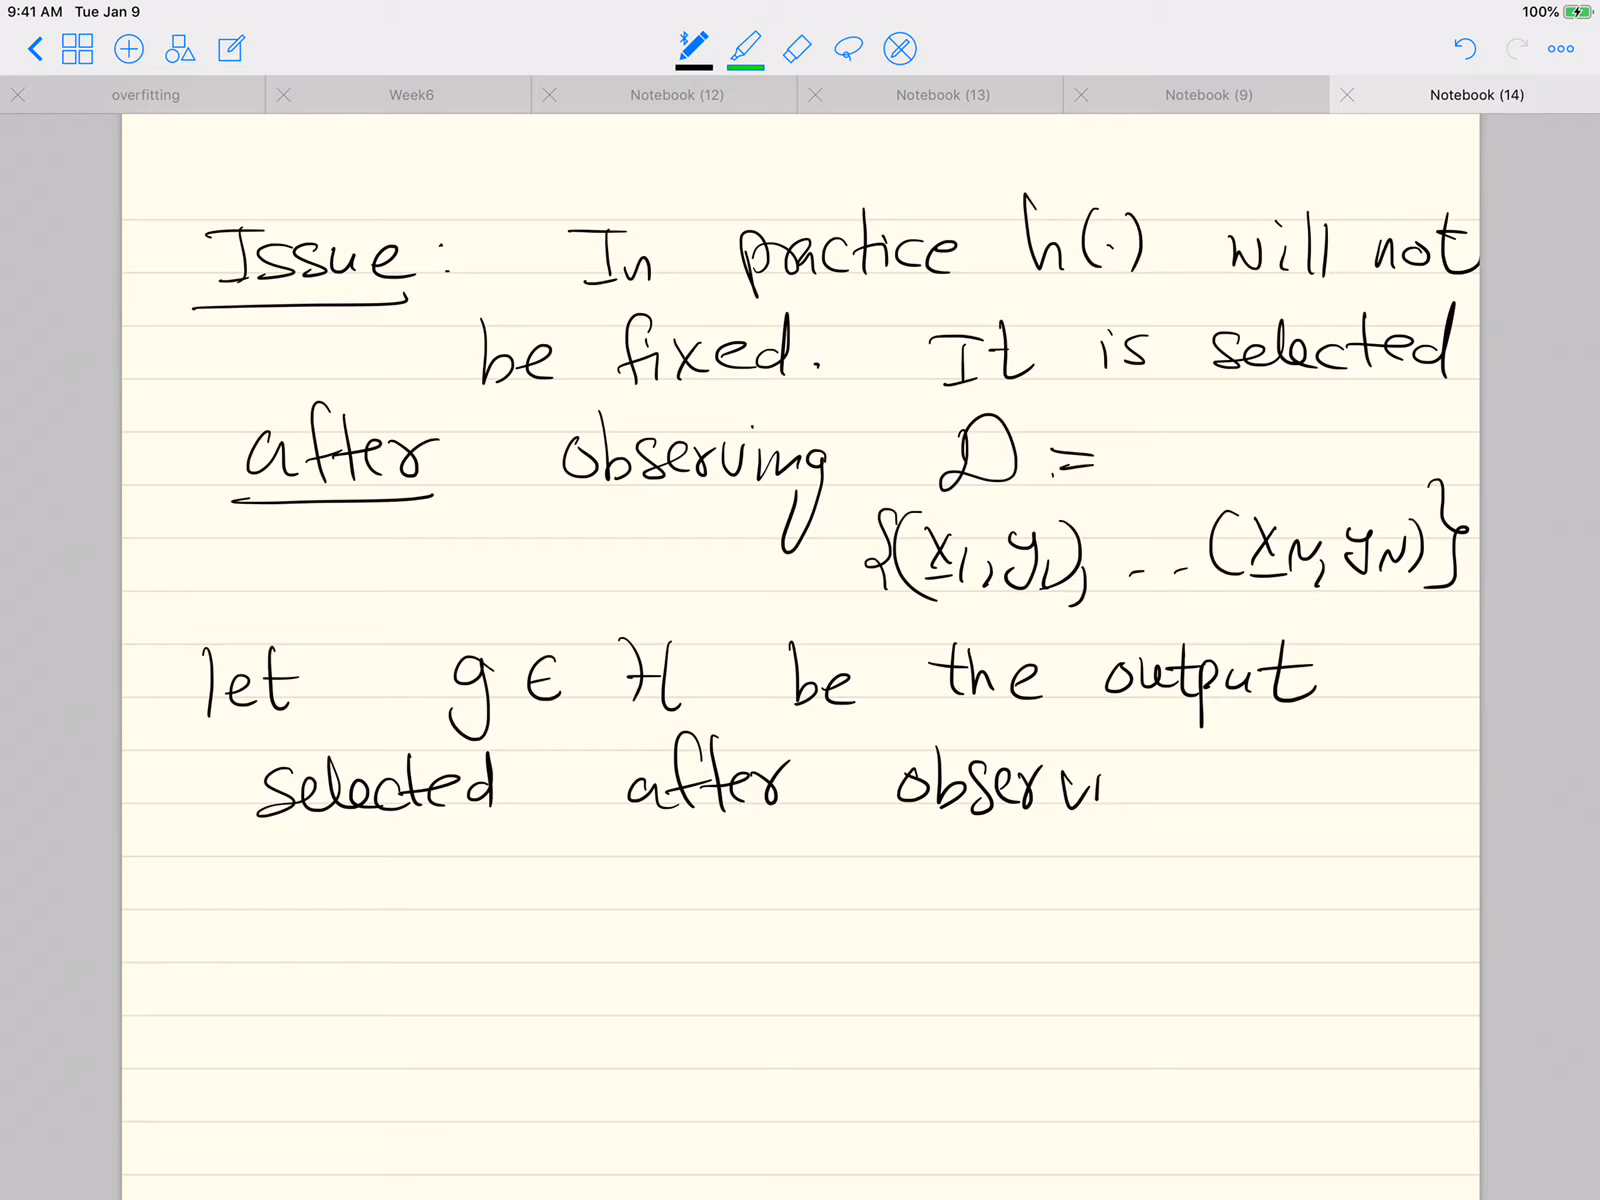 9:41 AM Tue Jan 9 100%
overfitting Week6 Notebook (12) Notebook (13) Notebook (9) Notebook (14)
Issue: In practice h(·) will not
be fixed. It is selected
after observing D =
{(x1, y1), ... (xN, yN)}
let g ∈ H be the output
selected after observi